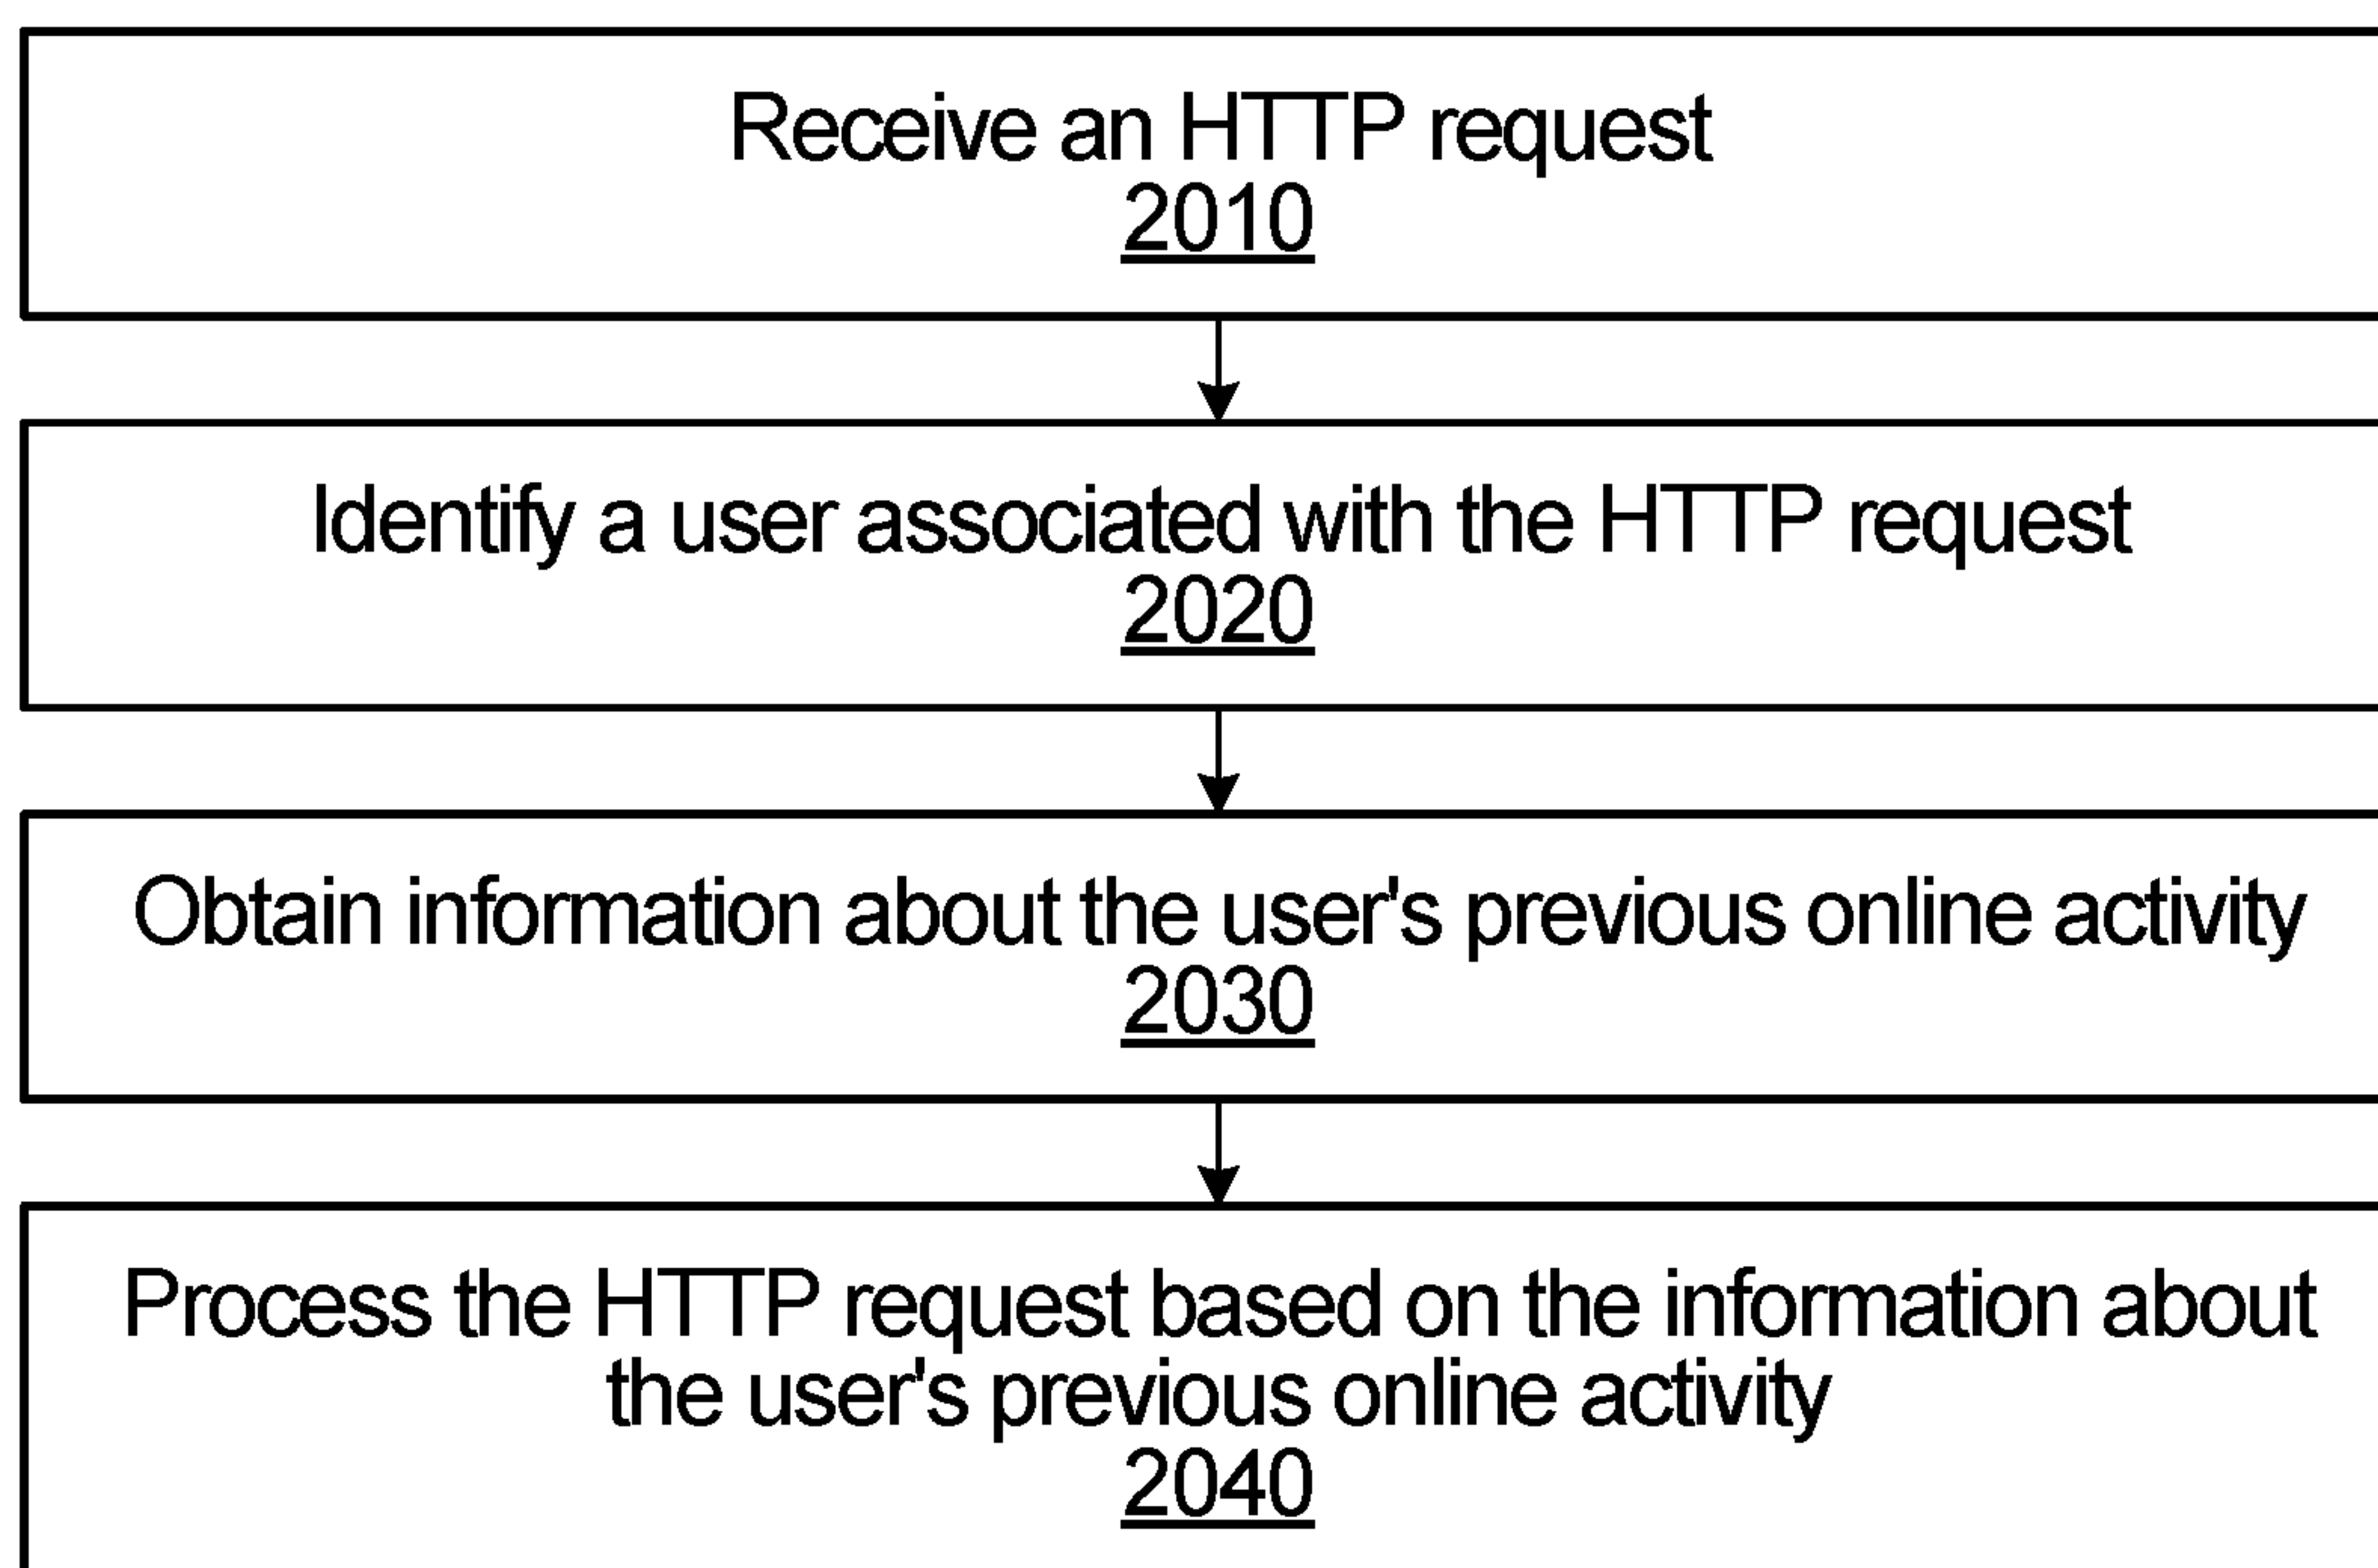 Receive an HTTP request
2010
Identify a user associated with the HTTP request
2020
Obtain information about the user's previous online activity
2030
Process the HTTP request based on the information about
the user's previous online activity
2040